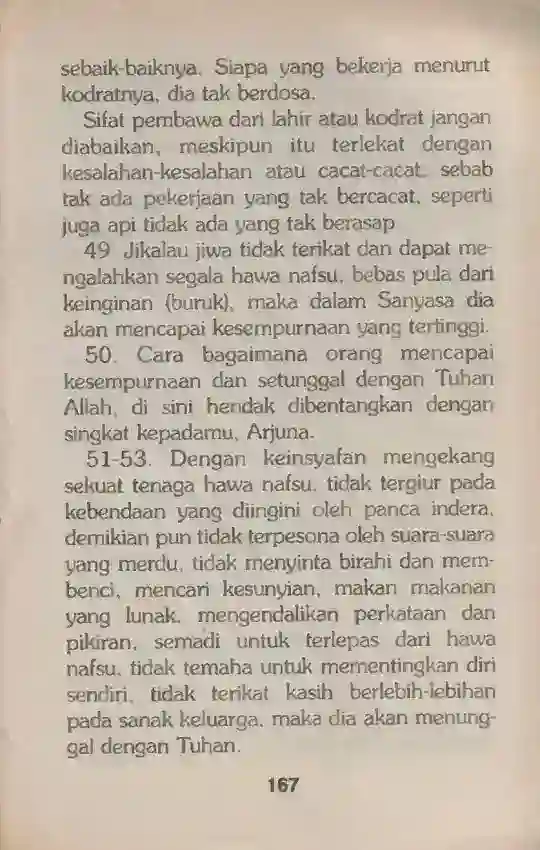 sebaik-baiknya. Siapa yang bekerja menurut
kodratnya, dia tak berdosa.
Sifat pembawa dari lahir atau kodrat jangan
diabaikan, meskipun itu terlekat dengan
kesalahan-kesalahan atau cacat-cacat, sebab
tak ada pekerjaan yang tak bercacat, seperti
juga api tidak ada yang tak berasap
49 Jikalau jiwa tidak terikat dan dapat me-
ngalahkan segala hawa nafsu, bebas pula dari
keinginan (buruk), maka dalam Sanyasa dia
akan mencapai kesempurnaan yang tertinggi.
50. Cara bagaimana orang mencapai
kesempurnaan dan setunggal dengan Tuhan
Allah, di sini hendak dibentangkan dengan
singkat kepadamu, Arjuna.
51-53. Dengan keinsyafan mengekang
sekuat tenaga hawa nafsu, tidak tergiur pada
kebendaan yang diingini oleh panca indera,
demikian pun tidak terpesona oleh suara-suara
yang merdu, tidak menyinta birahi dan mem-
benci, mencari kesunyian, makan makanan
yang lunak, mengendalikan perkataan dan
pikiran, semadi untuk terlepas dari hawa
nafsu, tidak temaha untuk mementingkan diri
sendiri, tidak terikat kasih berlebih-lebihan
pada sanak keluarga, maka dia akan menung-
gal dengan Tuhan.
167